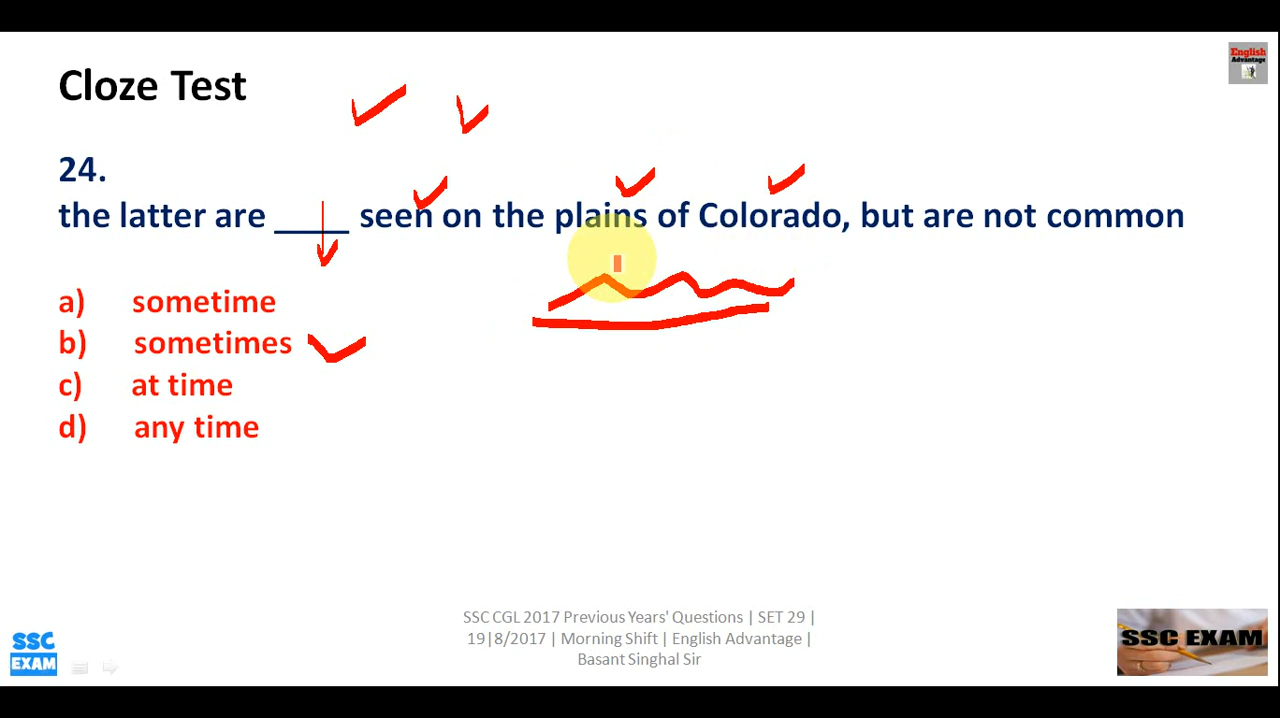 English
Advantage
Cloze Test
24.
the latter are ____ seen on the plains of Colorado, but are not common
a) sometime
b) sometimes
c) at time
d) any time
SSC CGL 2017 Previous Years' Questions | SET 29 |
19|8/2017 | Morning Shift | English Advantage |
Basant Singhal Sir
SSC
EXAM
SSC EXAM